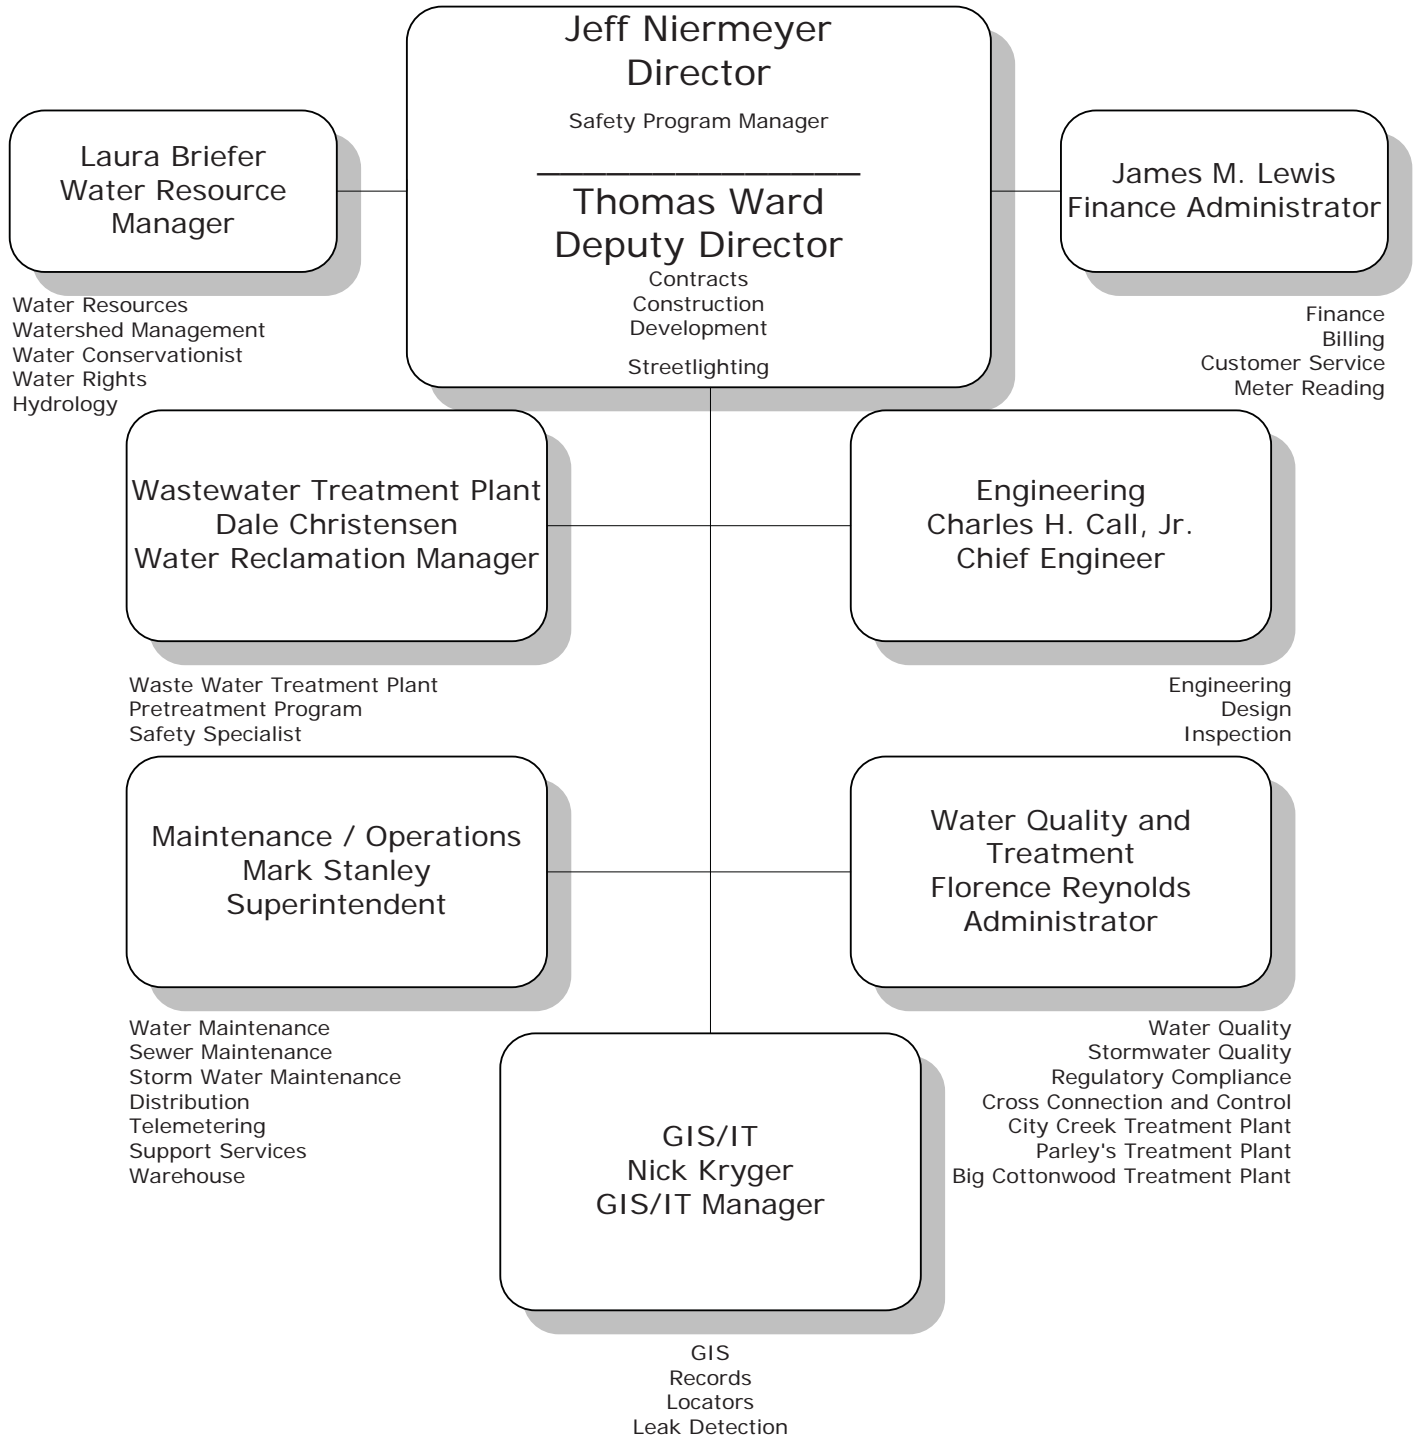 Jeff Niermeyer
Director
Safety Program Manager
Thomas Ward
Deputy Director
Contracts
Construction
Development
Streetlighting
Laura Briefer
Water Resource
Manager
Water Resources
Watershed Management
Water Conservationist
Water Rights
Hydrology
James M. Lewis
Finance Administrator
Finance
Billing
Customer Service
Meter Reading
Wastewater Treatment Plant
Dale Christensen
Water Reclamation Manager
Waste Water Treatment Plant
Pretreatment Program
Safety Specialist
Engineering
Charles H. Call, Jr.
Chief Engineer
Engineering
Design
Inspection
Maintenance / Operations
Mark Stanley
Superintendent
Water Maintenance
Sewer Maintenance
Storm Water Maintenance
Distribution
Telemetering
Support Services
Warehouse
Water Quality and
Treatment
Florence Reynolds
Administrator
Water Quality
Stormwater Quality
Regulatory Compliance
Cross Connection and Control
City Creek Treatment Plant
Parley's Treatment Plant
Big Cottonwood Treatment Plant
GIS/IT
Nick Kryger
GIS/IT Manager
GIS
Records
Locators
Leak Detection